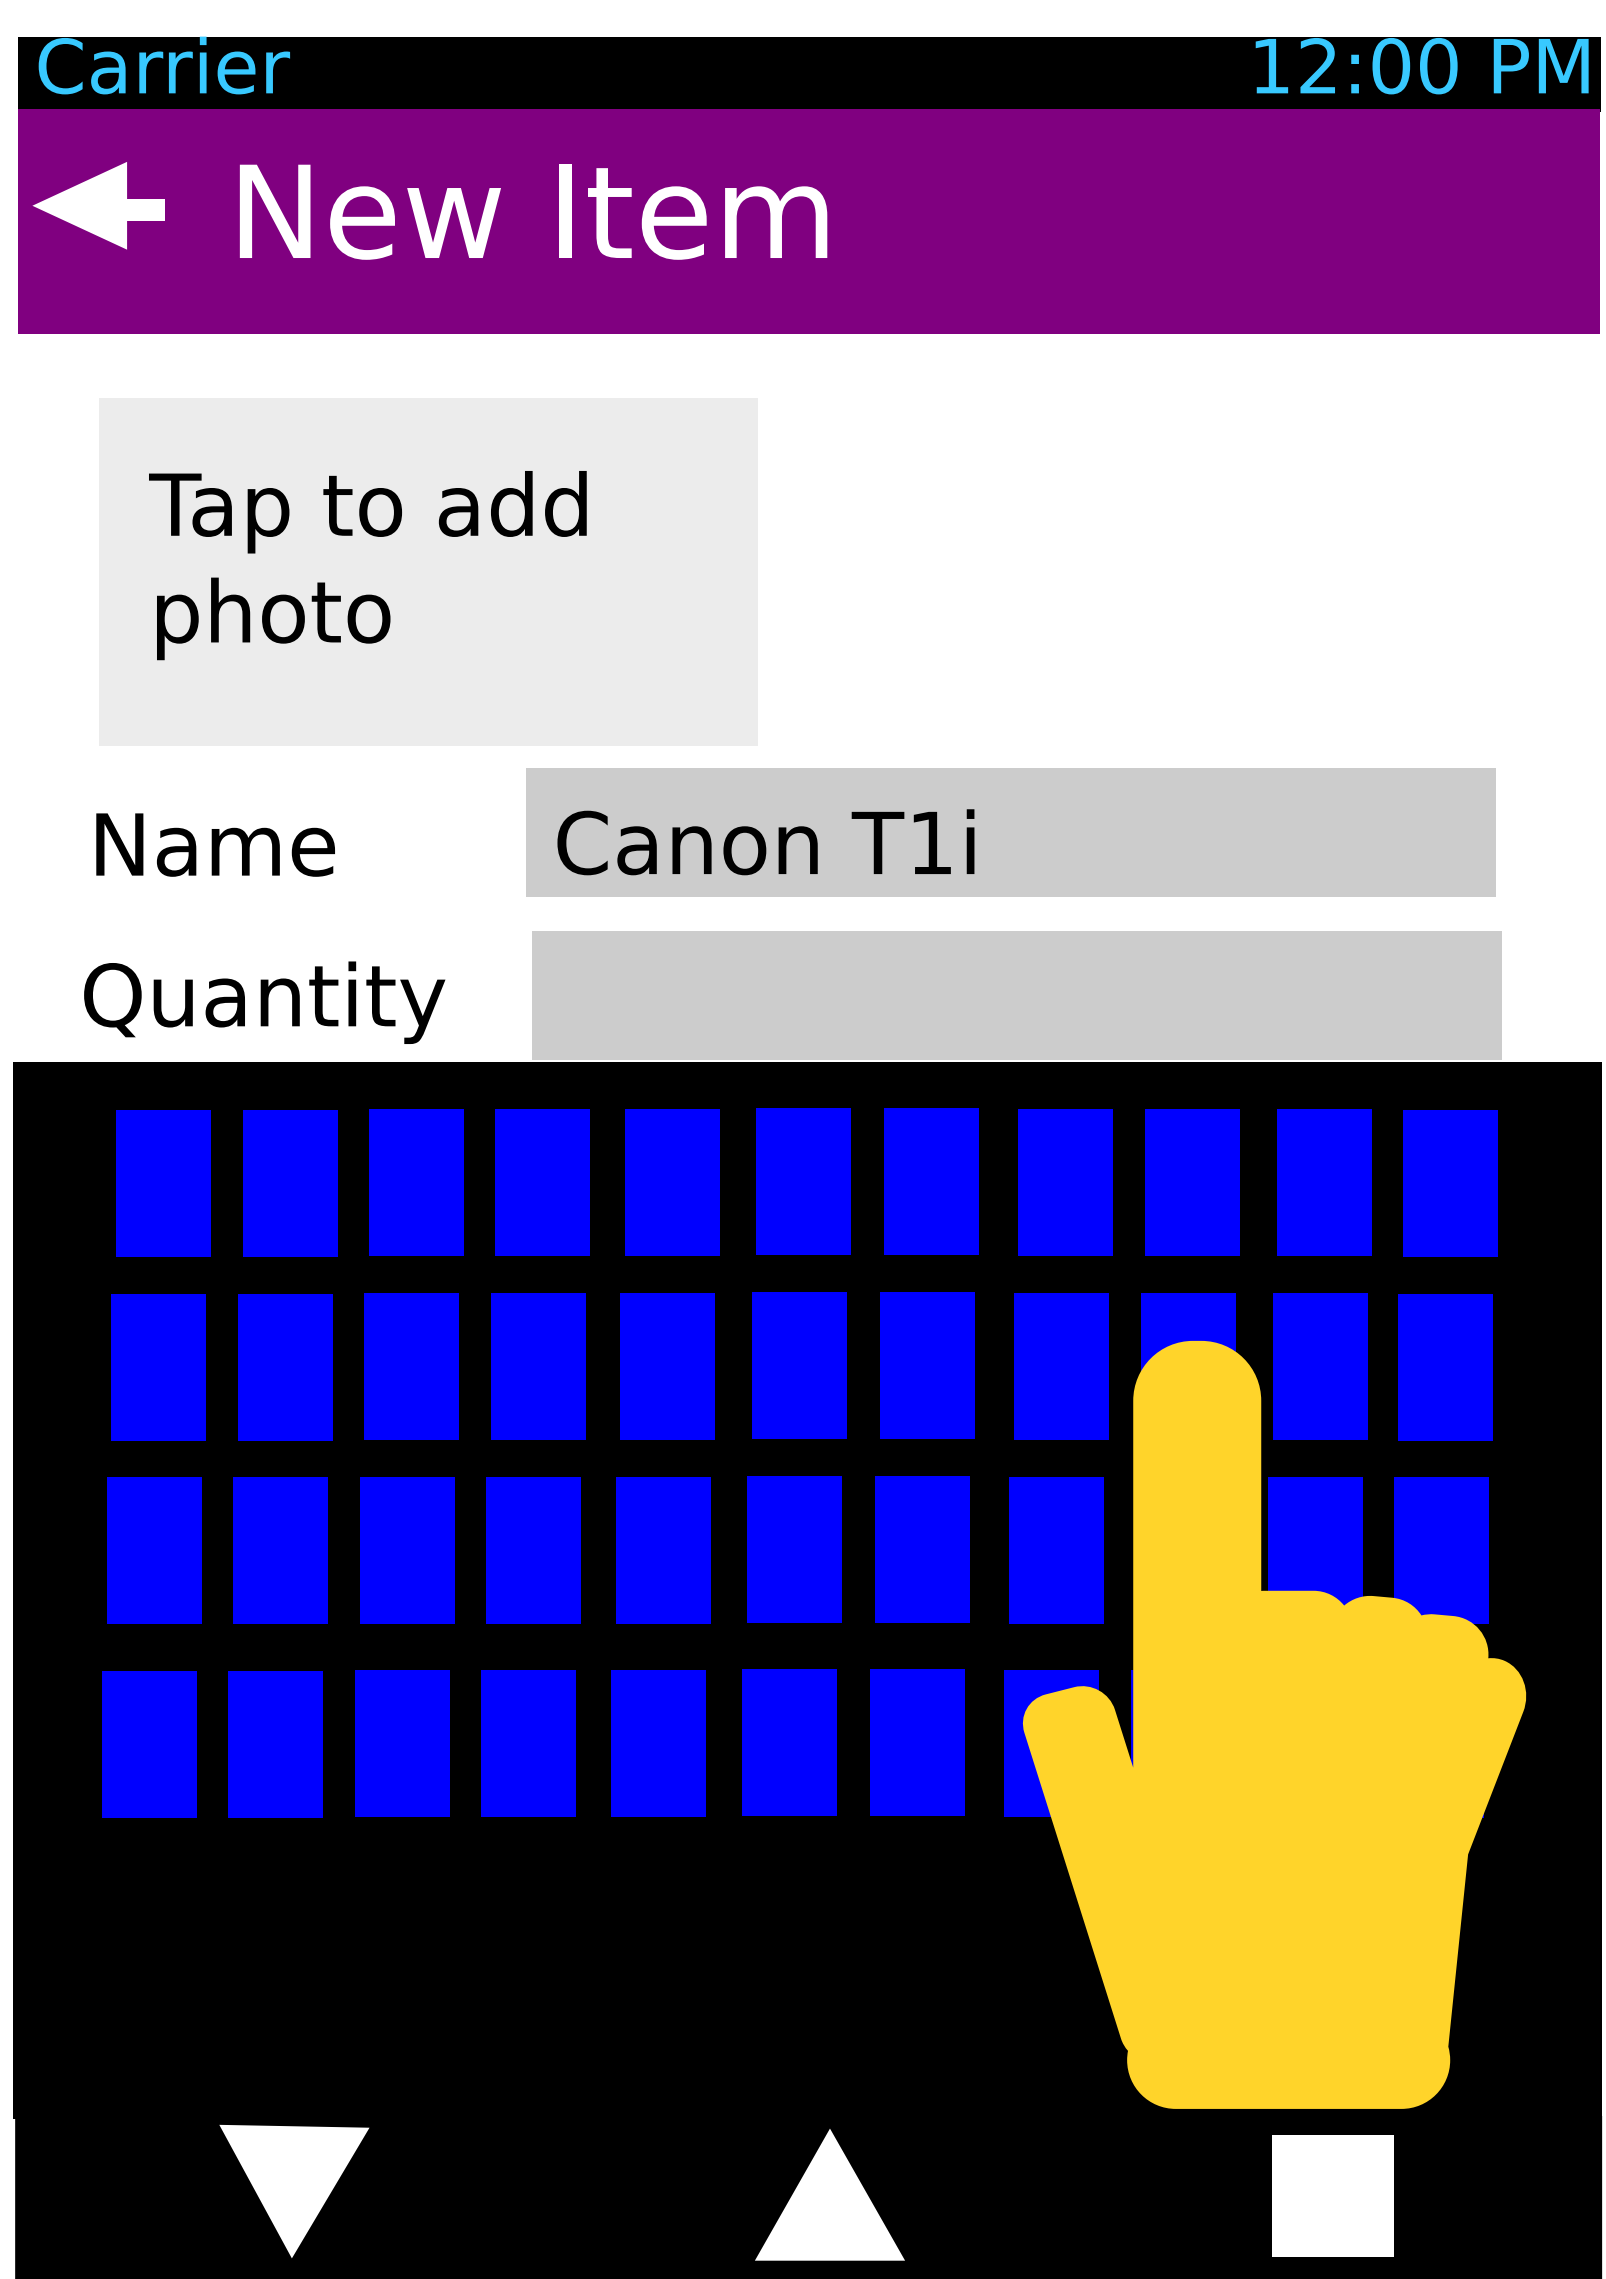 Carrier 12:00 PM
New Item
Tap to add
photo
Name Canon T1i
Quantity